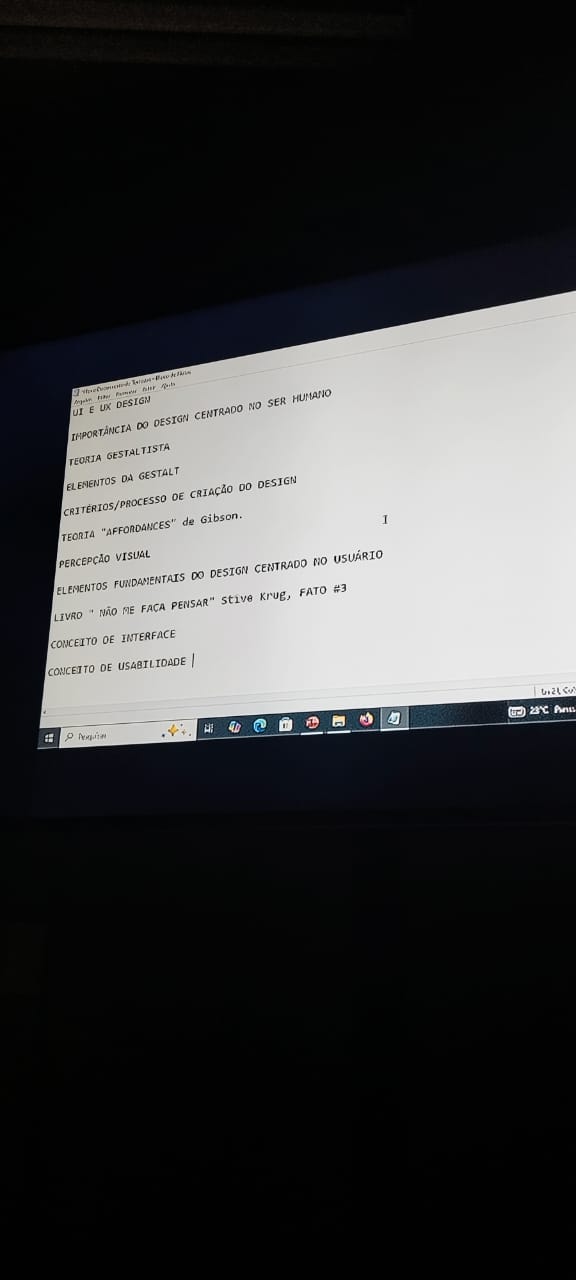 UI E UX DESIGN
IMPORTÂNCIA DO DESIGN CENTRADO NO SER HUMANO
TEORIA GESTALTISTA
ELEMENTOS DA GESTALT
CRITÉRIOS/PROCESSO DE CRIAÇÃO DO DESIGN
TEORIA "AFFORDANCES" de Gibson.
PERCEPÇÃO VISUAL
ELEMENTOS FUNDAMENTAIS DO DESIGN CENTRADO NO USUÁRIO
LIVRO " NÃO ME FAÇA PENSAR" Stive Krug, FATO #3
CONCEITO DE INTERFACE
CONCEITO DE USABILIDADE
Pesquisar
23°C